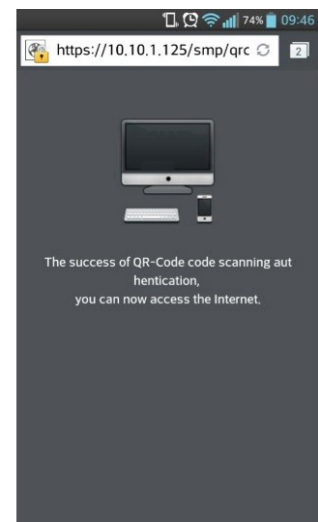 74% 09:46
https://10.10.1.125/smp/qrc 2
The success of QR-Code code scanning aut
hentication,
you can now access the Internet.